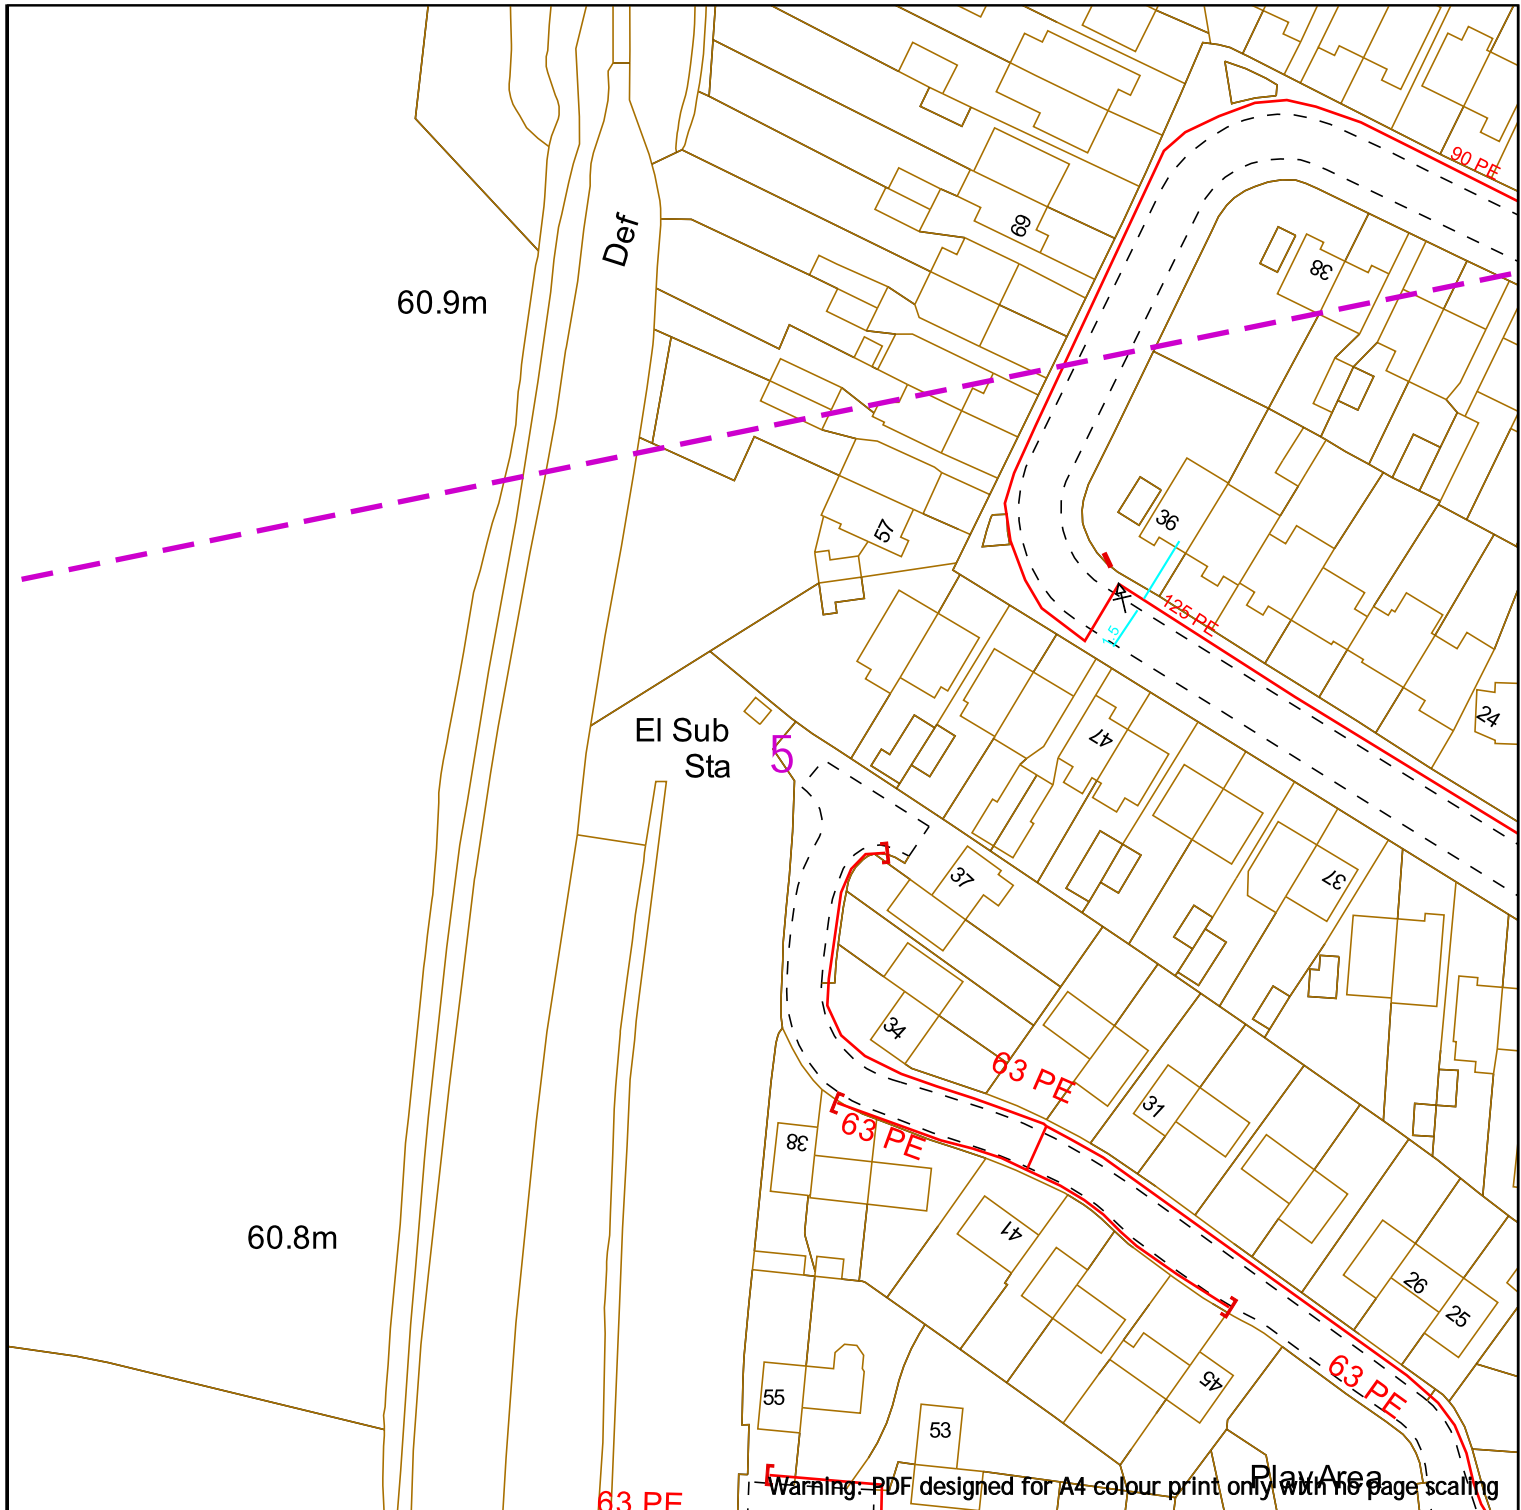 90 PE
Def
69
38
60.9m
36
57
125 PE
1.5
24
El Sub
Sta
5
47
37
37
34
63 PE
31
63 PE
38
41
60.8m
26
25
63 PE
45
55
53
Play Area
Warning: PDF designed for A4 colour print only with no page scaling
63 PE